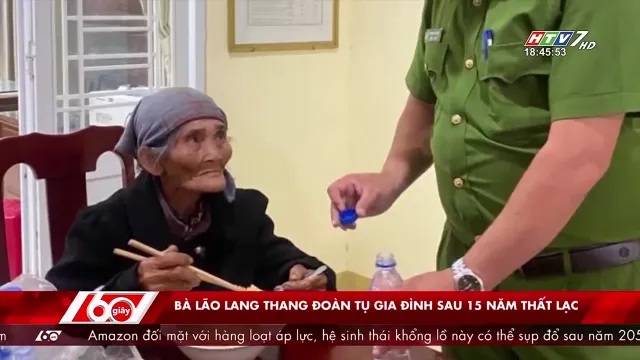 HTV7 HD
18:45:53
60 giây
BÀ LÃO LANG THANG ĐOÀN TỤ GIA ĐÌNH SAU 15 NĂM THẤT LẠC
60 Amazon đối mặt với hàng loạt áp lực, hệ sinh thái khổng lồ này có thể sụp đổ sau năm 205